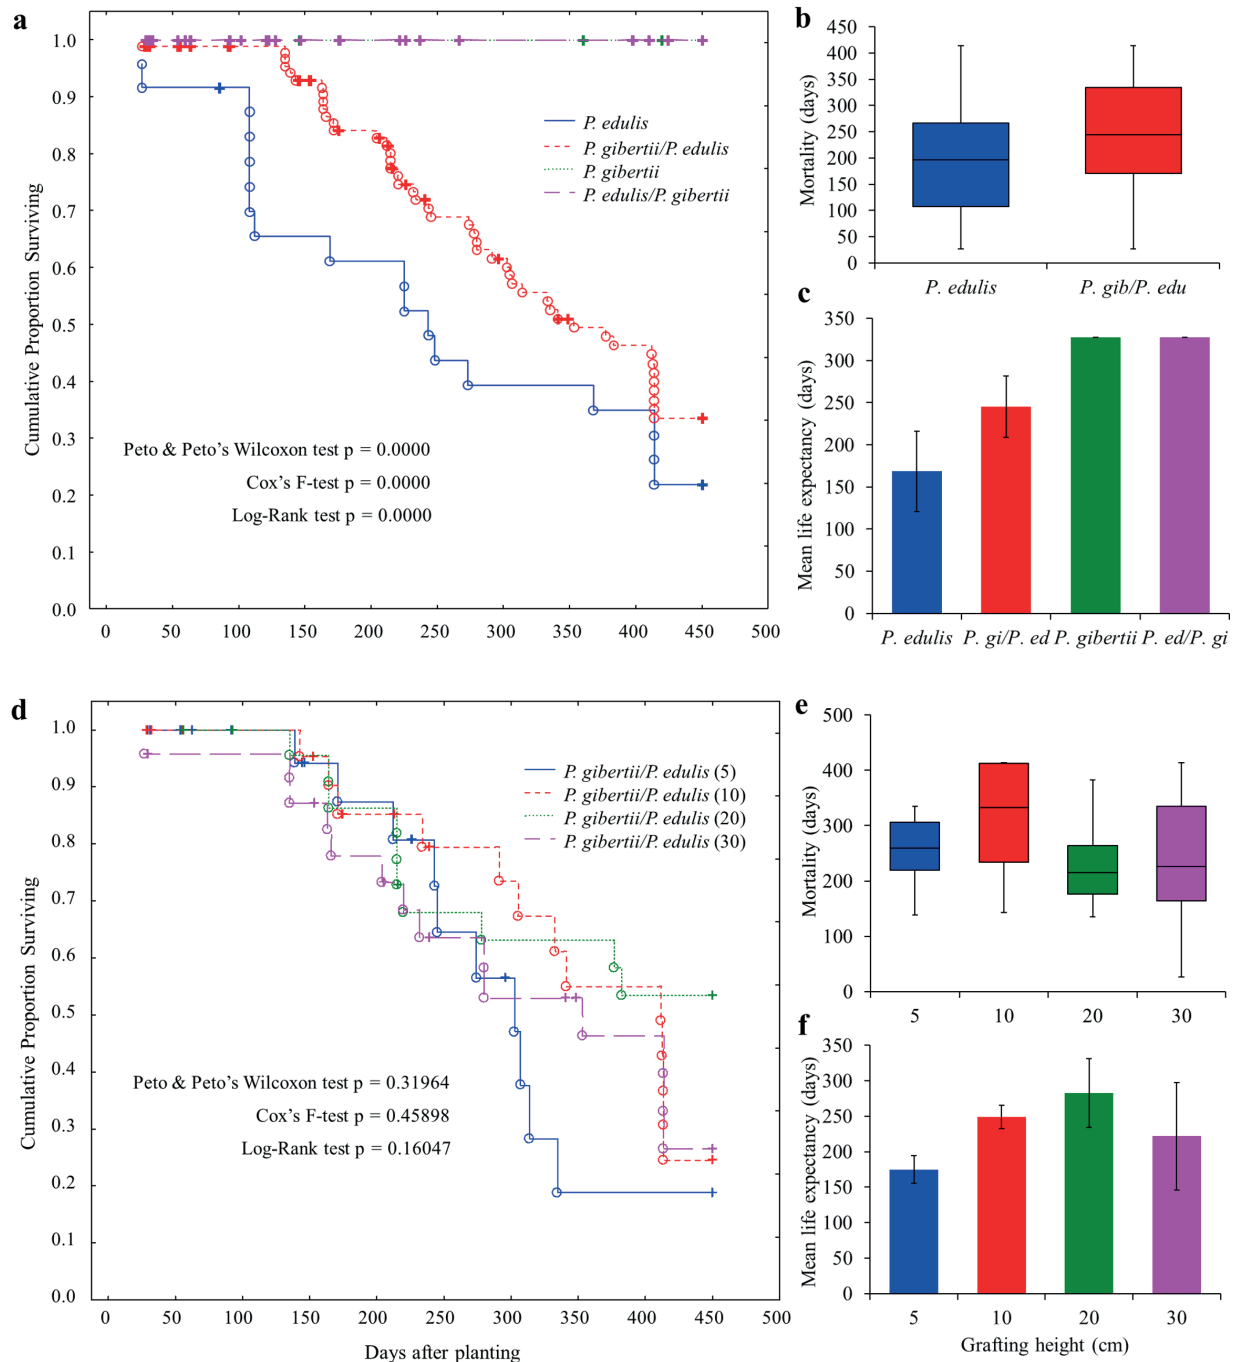 a
1.0
0.9
0.8
0.7
0.6
0.5
0.4
0.3
0.2
0.1
0.0
Cumulative Proportion Surviving
P. edulis
P. gibertii/P. edulis
P. gibertii
P. edulis/P. gibertii
Peto & Peto's Wilcoxon test p = 0.0000
Cox's F-test p = 0.0000
Log-Rank test p = 0.0000
0 100 150 200 250 300 350 400 450 500
b
450
400
350
300
250
200
150
100
50
0
Mortality (days)
P. edulis P. gib/P. edu
c
350
300
250
200
150
100
50
0
Mean life expectancy (days)
P. edulis P. gi/P. ed P. gibertii P. ed/P. gi
d
1.0
0.9
0.8
0.7
0.6
0.5
0.4
0.3
0.2
0.1
0.0
Cumulative Proportion Surviving
P. gibertii/P. edulis (5)
P. gibertii/P. edulis (10)
P. gibertii/P. edulis (20)
P. gibertii/P. edulis (30)
Peto & Peto's Wilcoxon test p = 0.31964
Cox's F-test p = 0.45898
Log-Rank test p = 0.16047
0 50 100 150 200 250 300 350 400 450 500
Days after planting
e
500
400
300
200
100
0
Mortality (days)
5 10 20 30
f
350
300
250
200
150
100
50
0
Mean life expectancy (days)
5 10 20 30
Grafting height (cm)